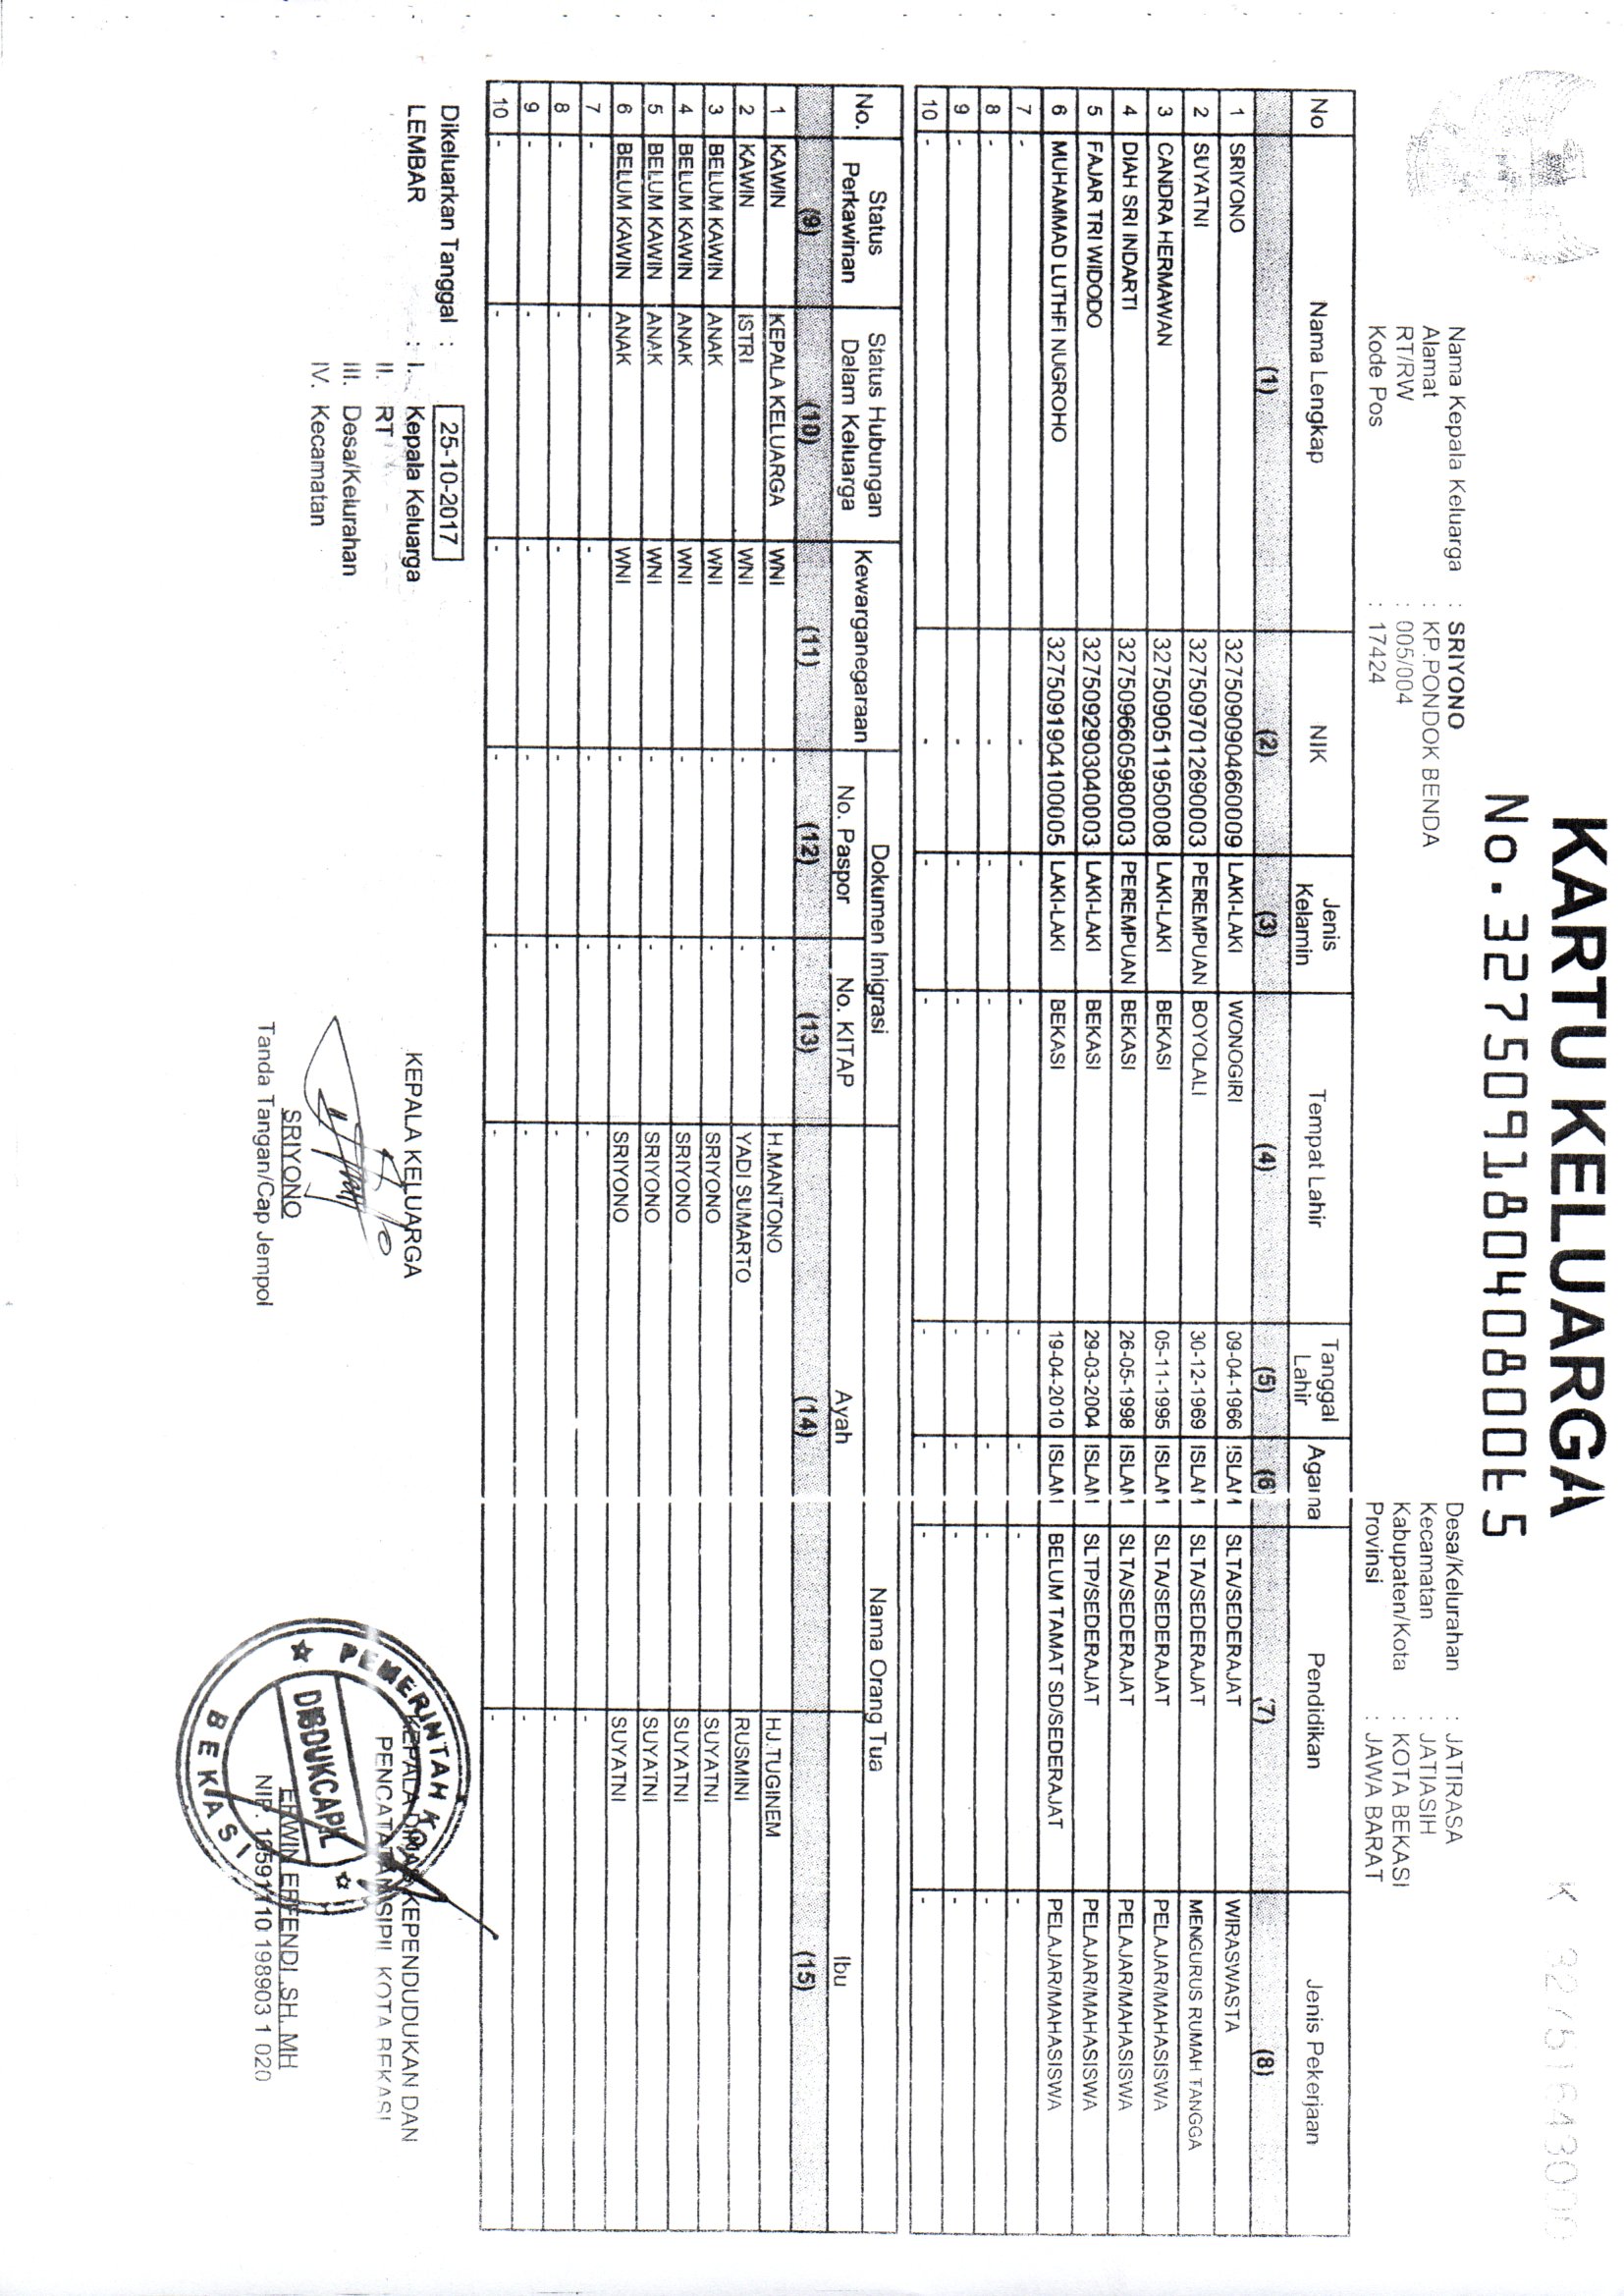 KARTU KELUARGA
No.
Nama Kepala Keluarga : SRIYONO
Alamat : KP.PONDOK BENDA
RT/RW : 005/004
Kode Pos : 17424
Desa/Kelurahan : JATIRASA
Kecamatan : JATIASIH
Kabupaten/Kota : KOTA BEKASI
Provinsi : JAWA BARAT
No Nama Lengkap NIK Jenis Kelamin Tempat Lahir Tanggal Lahir Agama Pendidikan Jenis Pekerjaan
(1) (2) (3) (4) (5) (6) (7) (8)
1 SRIYONO 3275090904660009 LAKI-LAKI WONOGIRI 09-04-1966 ISLAM SLTA/SEDERAJAT WIRASWASTA
2 SUYATNI 3275097012690003 PEREMPUAN BOYOLALI 30-12-1969 ISLAM SLTA/SEDERAJAT MENGURUS RUMAH TANGGA
3 CANDRA HERMAWAN 3275090511950008 LAKI-LAKI BEKASI 05-11-1995 ISLAM SLTA/SEDERAJAT PELAJAR/MAHASISWA
4 DIAH SRI INDARTI 3275096605980003 PEREMPUAN BEKASI 26-05-1998 ISLAM SLTA/SEDERAJAT PELAJAR/MAHASISWA
5 FAJAR TRI WIDODO 3275092903040003 LAKI-LAKI BEKASI 29-03-2004 ISLAM SLTP/SEDERAJAT PELAJAR/MAHASISWA
6 MUHAMMAD LUTHFI NUGROHO 3275091904100005 LAKI-LAKI BEKASI 19-04-2010 ISLAM BELUM TAMAT SD/SEDERAJAT PELAJAR/MAHASISWA
7 - - - - - - - -
8 - - - - - - - -
9 - - - - - - - -
10 - - - - - - - -
No. Status Perkawinan Status Hubungan Dalam Keluarga Kewarganegaraan Dokumen Imigrasi Nama Orang Tua
No. Paspor No. KITAP Ayah Ibu
(9) (10) (11) (12) (13) (14) (15)
1 KAWIN KEPALA KELUARGA WNI - - H.MANTONO HJ.TUGINEM
2 KAWIN ISTRI WNI - - YADI SUMARTO RUSMINI
3 BELUM KAWIN ANAK WNI - - SRIYONO SUYATNI
4 BELUM KAWIN ANAK WNI - - SRIYONO SUYATNI
5 BELUM KAWIN ANAK WNI - - SRIYONO SUYATNI
6 BELUM KAWIN ANAK WNI - - SRIYONO SUYATNI
7 - - - - - - -
8 - - - - - - -
9 - - - - - - -
10 - - - - - - -
Dikeluarkan Tanggal : 25-10-2017
LEMBAR : I. Kepala Keluarga
II. RT
III. Desa/Kelurahan
IV. Kecamatan
KEPALA KELUARGA
SRIYONO
Tanda Tangan/Cap Jempol
KEPALA DINAS KEPENDUDUKAN DAN
PENCATATAN SIPIL KOTA BEKASI
PEMERINTAH KOTA
DISDUKCAPIL
BEKASI
ERWIN EFFENDI ,SH, MH
NIP. 19591110 198903 1 020